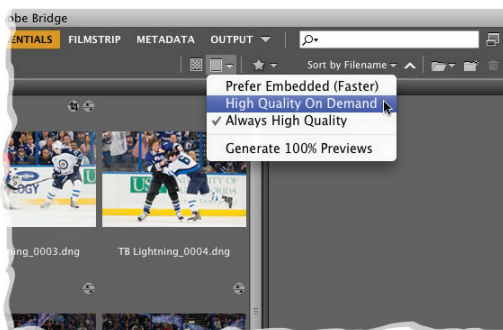 obe Bridge
ENTIALS FILMSTRIP METADATA OUTPUT
Sort by Filename
Prefer Embedded (Faster)
High Quality On Demand
✓ Always High Quality
Generate 100% Previews
ning_0003.dng TB Lightning_0004.dng